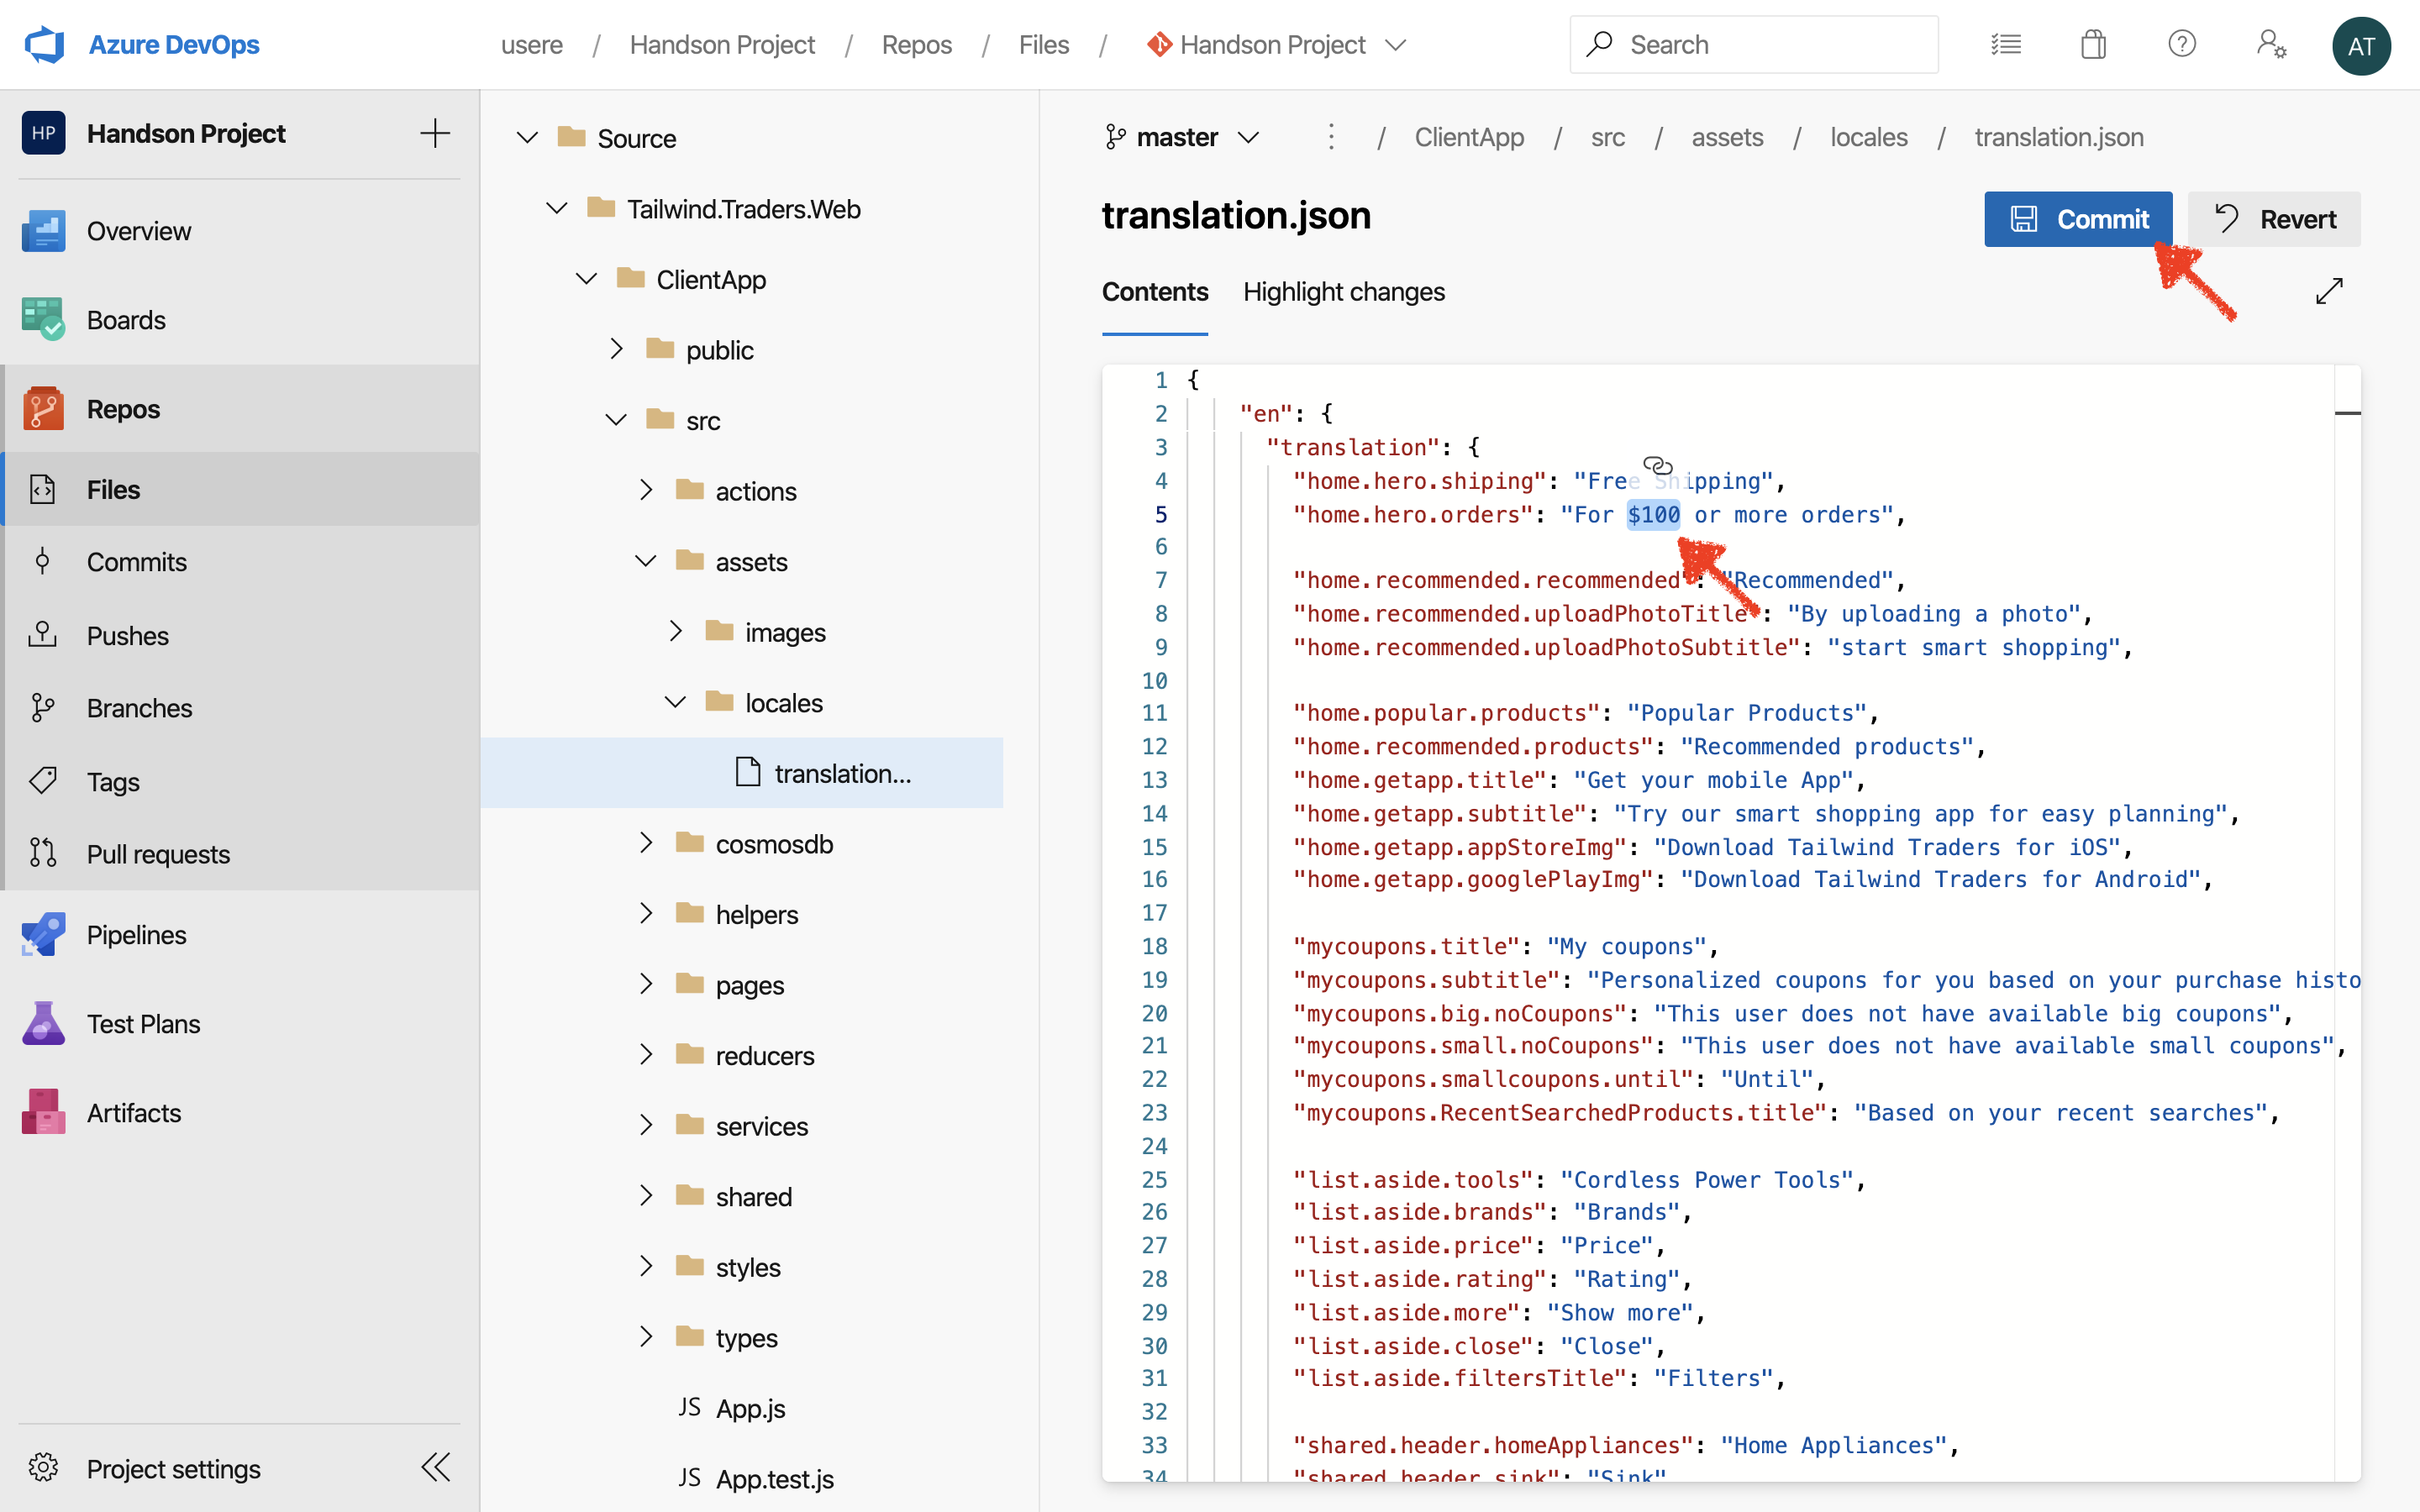 Azure DevOps
usere / Handson Project / Repos / Files / Handson Project
Search
AT
HP Handson Project
Overview
Boards
Repos
Files
Commits
Pushes
Branches
Tags
Pull requests
Pipelines
Test Plans
Artifacts
Project settings
Source
Tailwind.Traders.Web
ClientApp
public
src
actions
assets
images
locales
translation...
cosmosdb
helpers
pages
reducers
services
shared
styles
types
JS App.js
JS App.test.js
master
/ ClientApp / src / assets / locales / translation.json
translation.json
Commit
Revert
Contents
Highlight changes
1 {
2 "en": {
3 "translation": {
4 "home.hero.shiping": "Free Shipping",
5 "home.hero.orders": "For $100 or more orders",
6
7 "home.recommended.recommended": "Recommended",
8 "home.recommended.uploadPhotoTitle": "By uploading a photo",
9 "home.recommended.uploadPhotoSubtitle": "start smart shopping",
10
11 "home.popular.products": "Popular Products",
12 "home.recommended.products": "Recommended products",
13 "home.getapp.title": "Get your mobile App",
14 "home.getapp.subtitle": "Try our smart shopping app for easy planning",
15 "home.getapp.appStoreImg": "Download Tailwind Traders for iOS",
16 "home.getapp.googlePlayImg": "Download Tailwind Traders for Android",
17
18 "mycoupons.title": "My coupons",
19 "mycoupons.subtitle": "Personalized coupons for you based on your purchase histo
20 "mycoupons.big.noCoupons": "This user does not have available big coupons",
21 "mycoupons.small.noCoupons": "This user does not have available small coupons",
22 "mycoupons.smallcoupons.until": "Until",
23 "mycoupons.RecentSearchedProducts.title": "Based on your recent searches",
24
25 "list.aside.tools": "Cordless Power Tools",
26 "list.aside.brands": "Brands",
27 "list.aside.price": "Price",
28 "list.aside.rating": "Rating",
29 "list.aside.more": "Show more",
30 "list.aside.close": "Close",
31 "list.aside.filtersTitle": "Filters",
32
33 "shared.header.homeAppliances": "Home Appliances",
34 "shared.header.sink": "Sink"